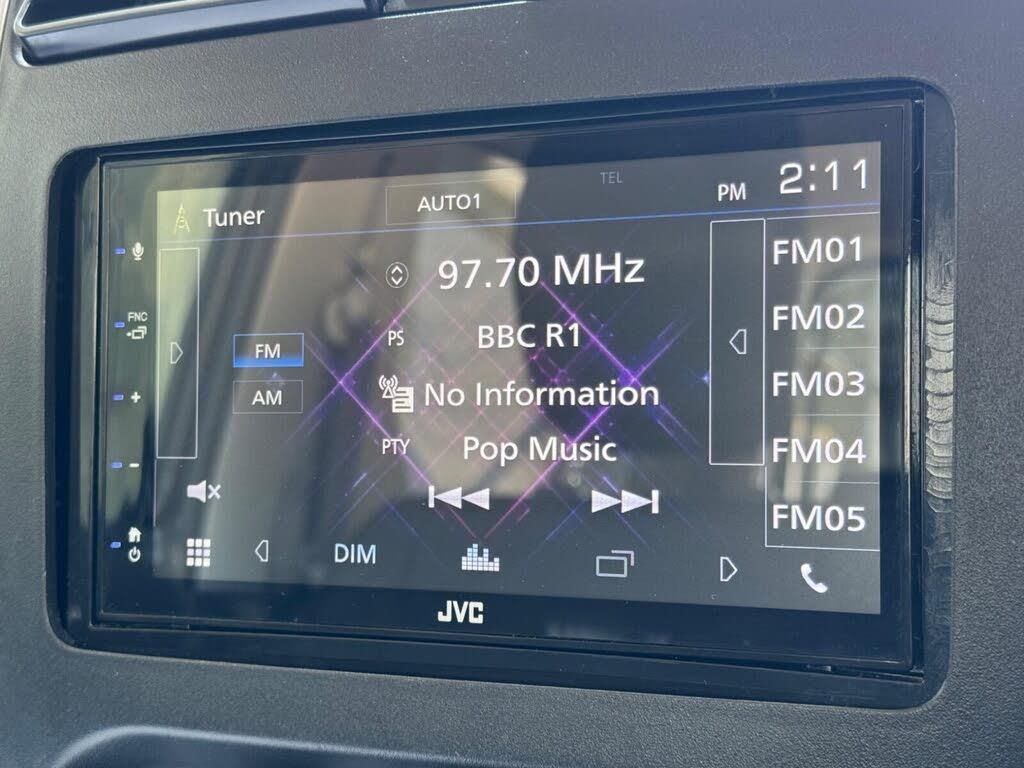 Tuner
AUTO1
TEL
PM 2:11
97.70 MHz
FM01
FNC
FM
PS
BBC R1
FM02
AM
No Information
FM03
PTY
Pop Music
FM04
FM05
DIM
JVC